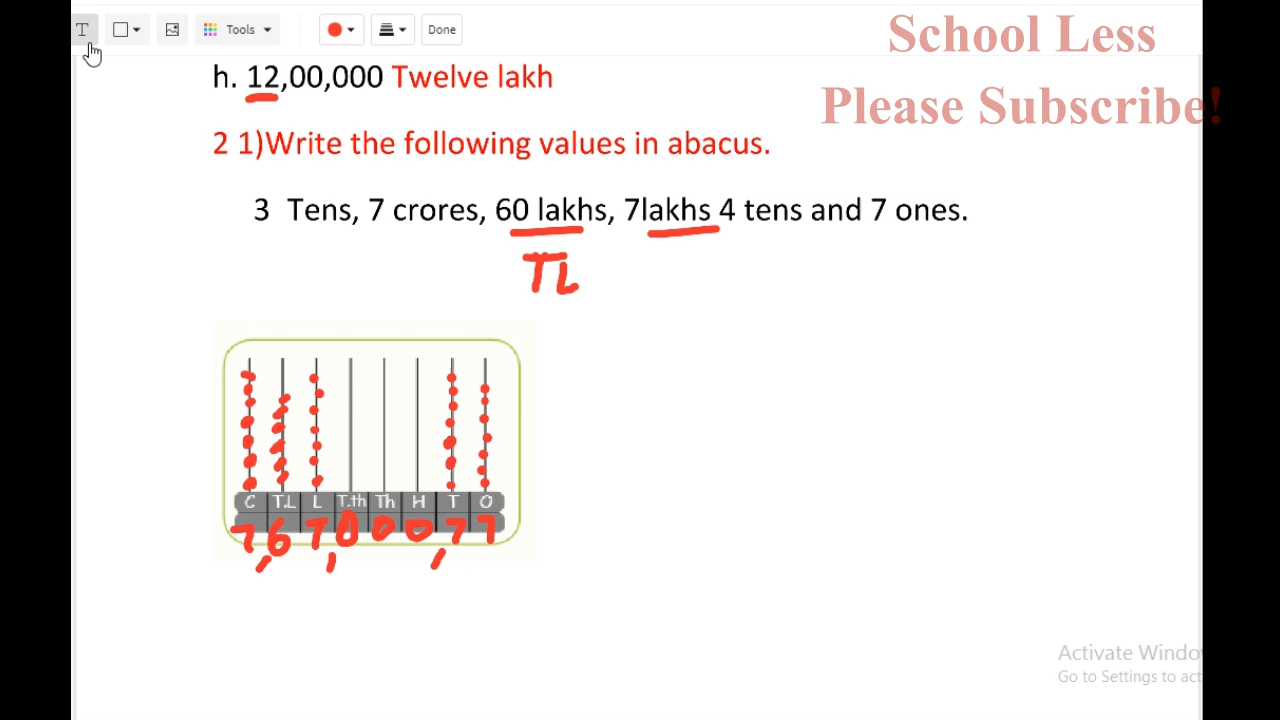 T Tools Done
School Less
Please Subscribe!
h. 12,00,000 Twelve lakh
2 1)Write the following values in abacus.
3 Tens, 7 crores, 60 lakhs, 7lakhs 4 tens and 7 ones.
TL
C T.L L T.th Th H T O
7,67,000,77
Activate Windo
Go to Settings to act